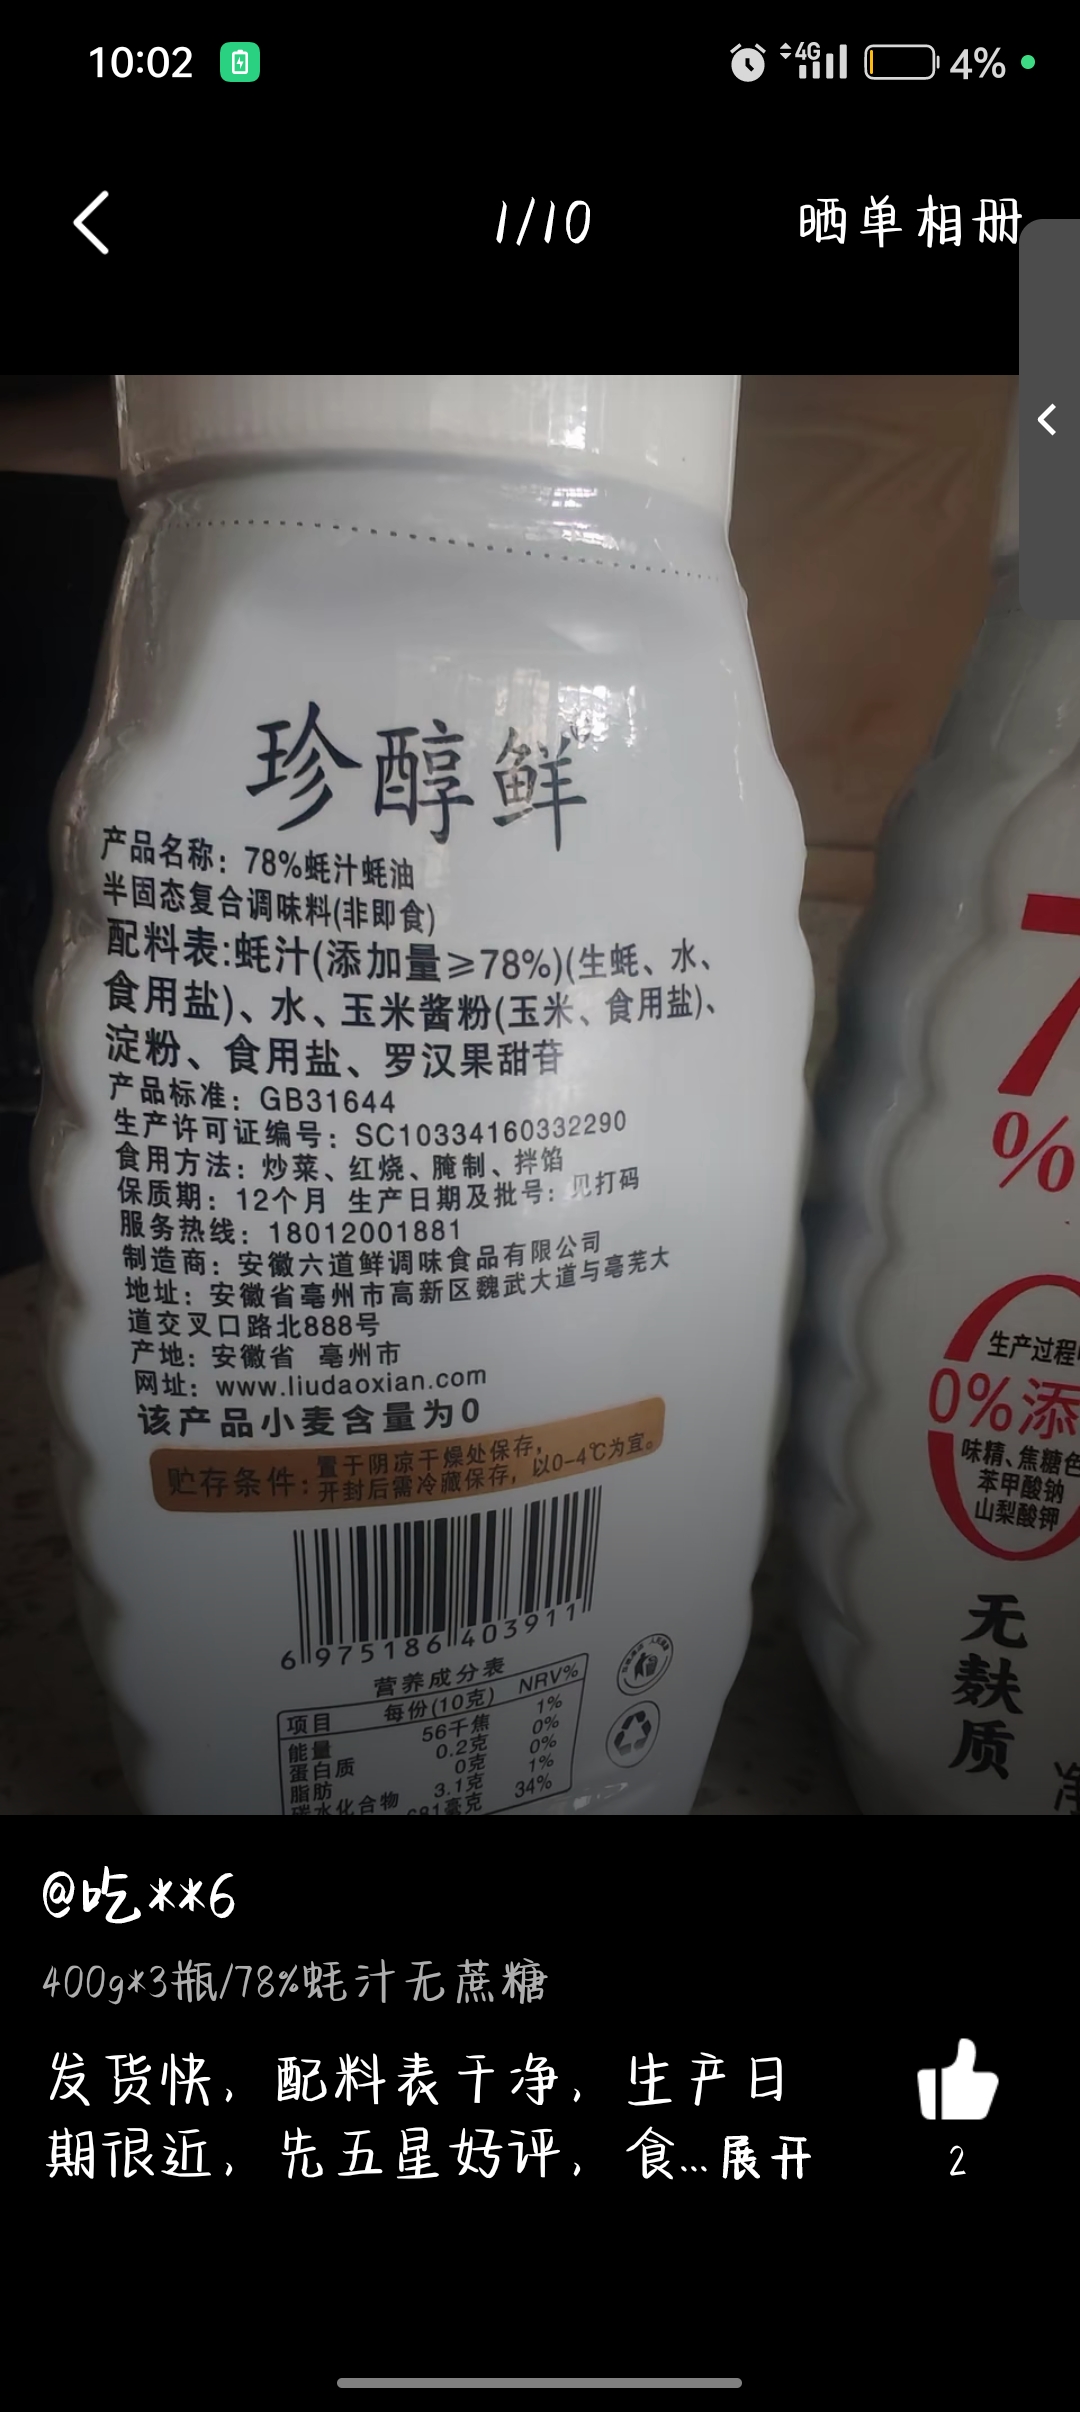 10:02
4G
4%
1/10
晒单相册
珍醇鲜
产品名称：78%蚝汁蚝油
半固态复合调味料(非即食)
配料表:蚝汁(添加量≥78%)(生蚝、水、
食用盐)、水、玉米酱粉(玉米、食用盐)、
淀粉、食用盐、罗汉果甜苷
产品标准：GB31644
生产许可证编号：SC10334160332290
食用方法：炒菜、红烧、腌制、拌馅
保质期：12个月 生产日期及批号：见打码
服务热线：18012001881
制造商：安徽六道鲜调味食品有限公司
地址：安徽省亳州市高新区魏武大道与亳芜大
道交叉口路北888号
产地：安徽省 亳州市
网址：www.liudaoxian.com
该产品小麦含量为0
贮存条件：置于阴凉干燥处保存，
开封后需冷藏保存，以0-4℃为宜。
6 975186 403911
营养成分表
项目 每份(10克) NRV%
能量 56千焦 1%
蛋白质 0.2克 0%
脂肪 0克 0%
碳水化合物 3.1克 1%
681毫克 34%
7
%
生产过程
0%添
味精、焦糖色
苯甲酸钠
山梨酸钾
无麸质
净
@吃**6
400g*3瓶/78%蚝汁无蔗糖
发货快，配料表干净，生产日
期很近，先五星好评，食...展开
2